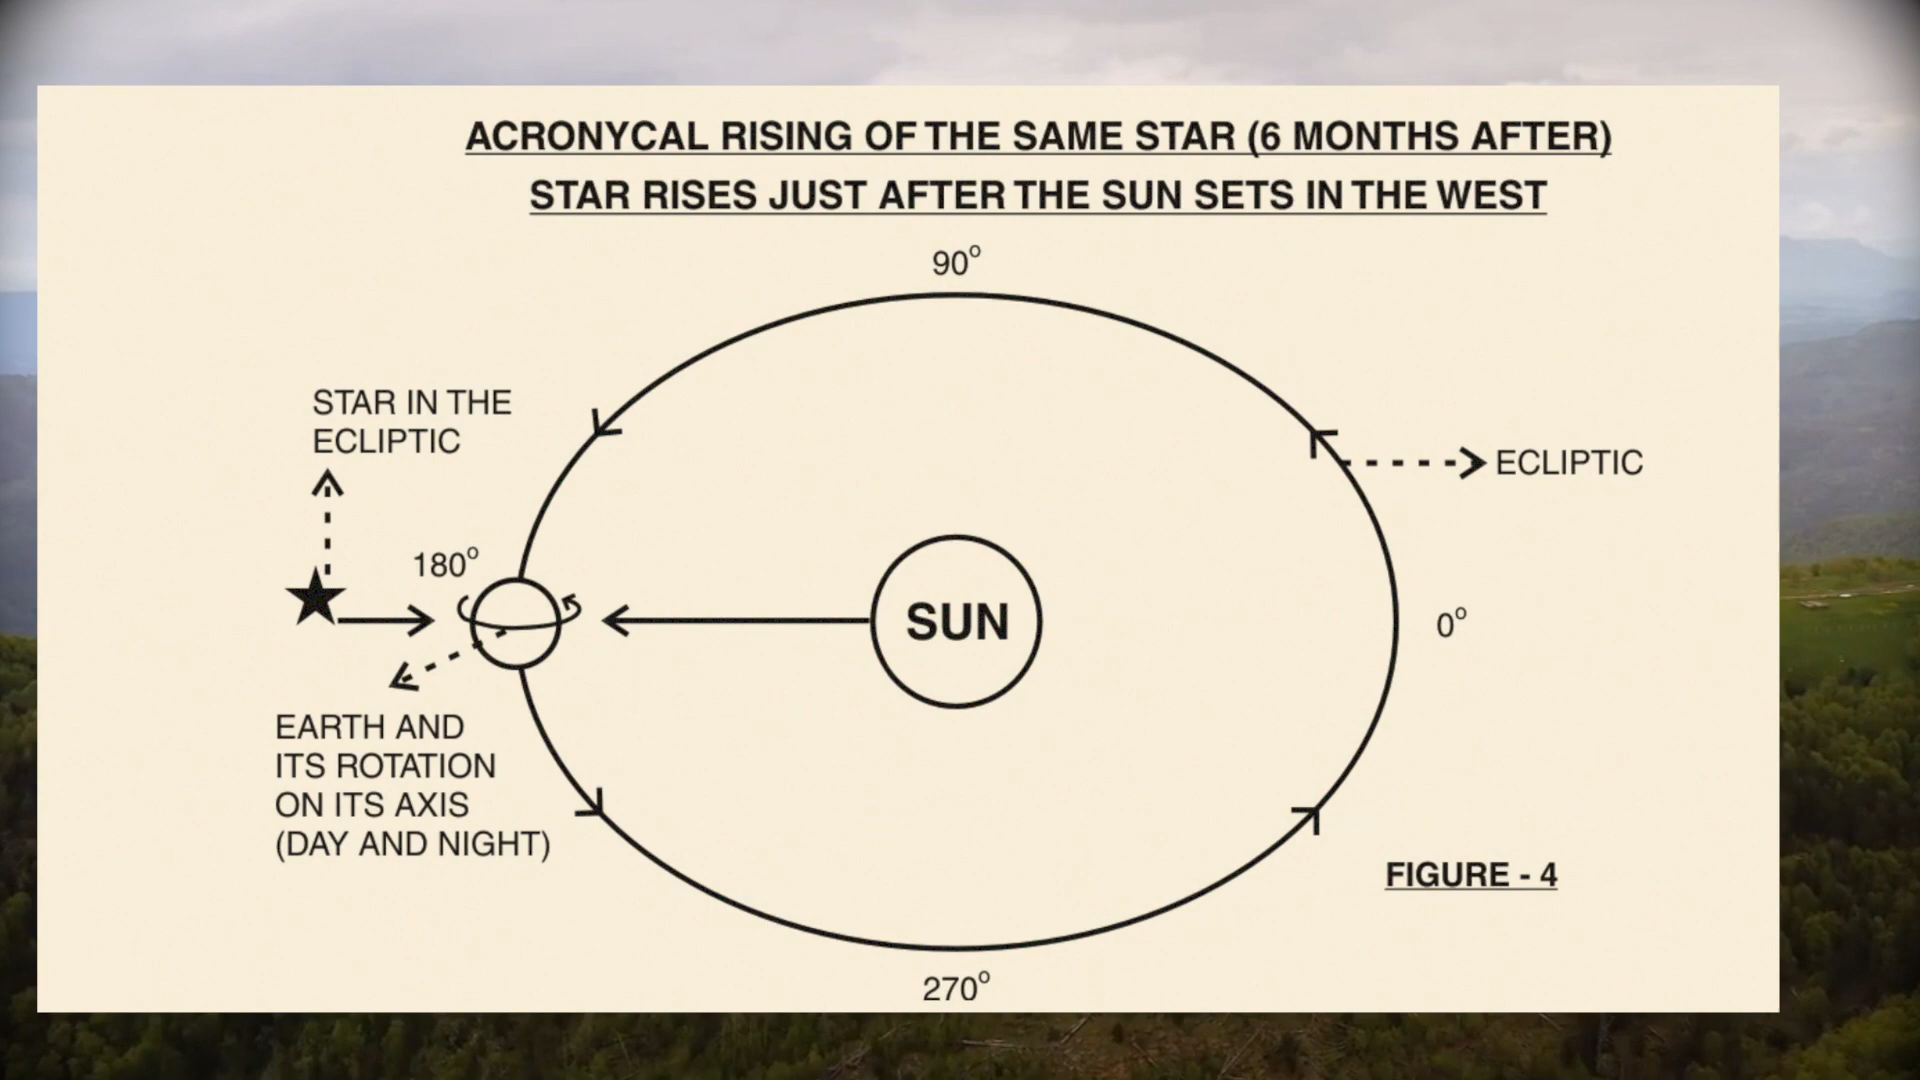 ACRONYCAL RISING OF THE SAME STAR (6 MONTHS AFTER)
STAR RISES JUST AFTER THE SUN SETS IN THE WEST
90°
STAR IN THE
ECLIPTIC
ECLIPTIC
180°
SUN
0°
EARTH AND
ITS ROTATION
ON ITS AXIS
(DAY AND NIGHT)
FIGURE - 4
270°